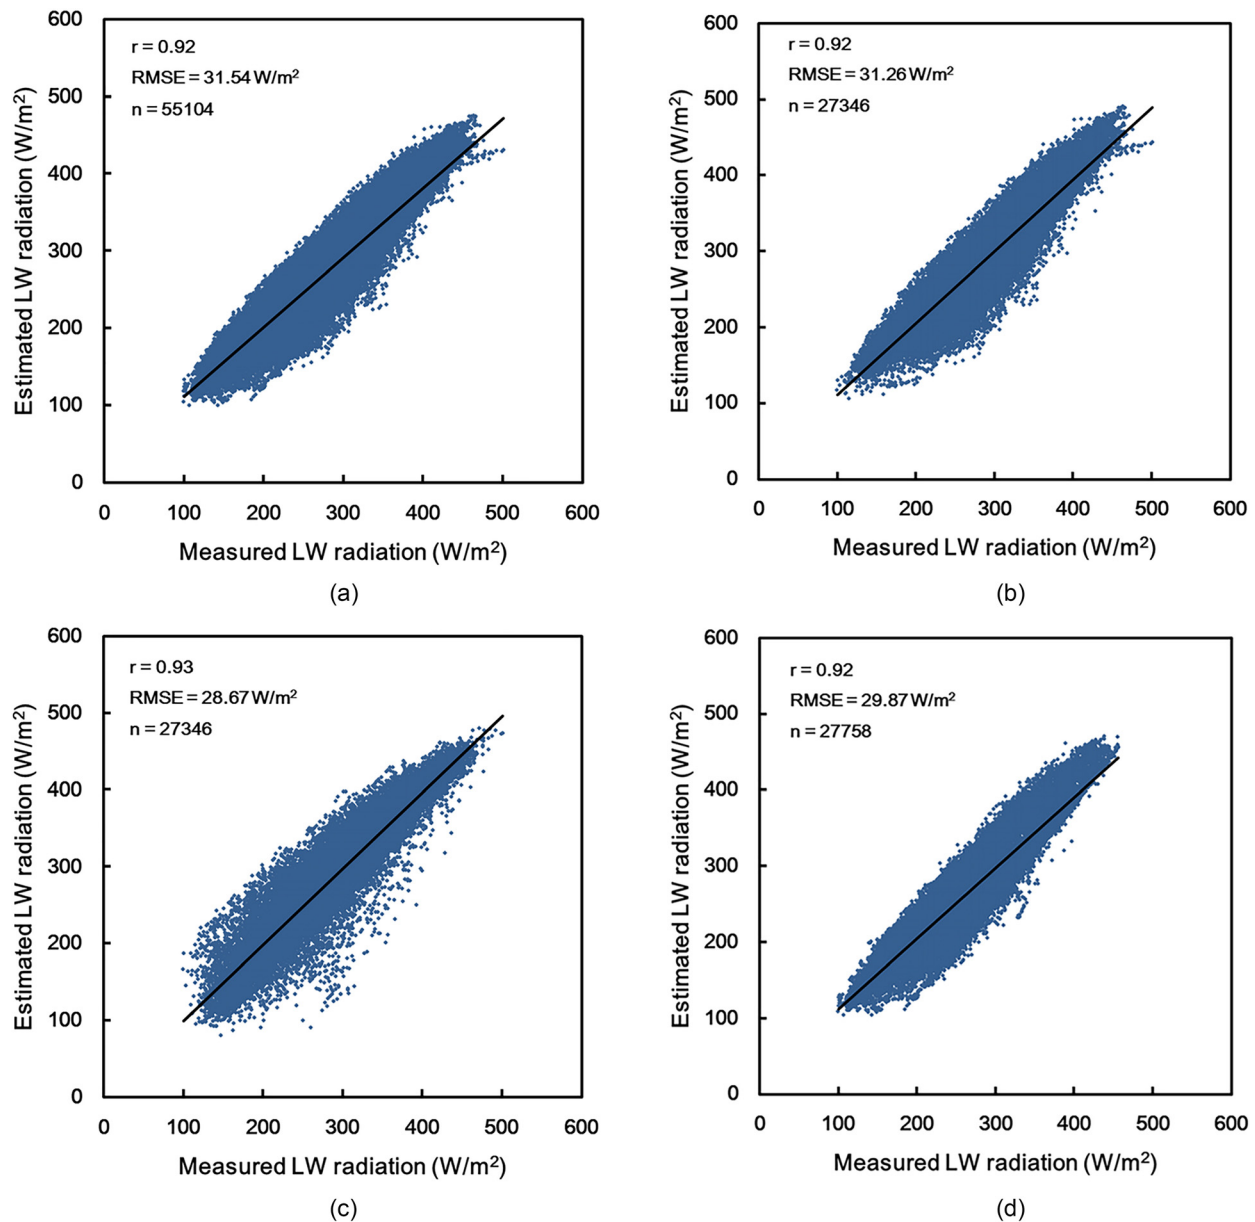 600
500
400
300
200
100
0
Estimated LW radiation (W/m²)
r = 0.92
RMSE = 31.54 W/m²
n = 55104
0 100 200 300 400 500 600
Measured LW radiation (W/m²)
(a)
600
500
400
300
200
100
0
Estimated LW radiation (W/m²)
r = 0.92
RMSE = 31.26 W/m²
n = 27346
0 100 200 300 400 500 600
Measured LW radiation (W/m²)
(b)
600
500
400
300
200
100
0
Estimated LW radiation (W/m²)
r = 0.93
RMSE = 28.67 W/m²
n = 27346
0 100 200 300 400 500 600
Measured LW radiation (W/m²)
(c)
600
500
400
300
200
100
0
Estimated LW radiation (W/m²)
r = 0.92
RMSE = 29.87 W/m²
n = 27758
0 100 200 300 400 500 600
Measured LW radiation (W/m²)
(d)